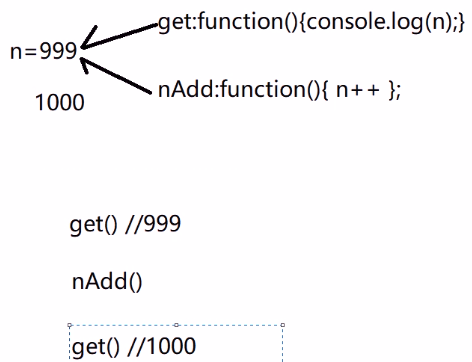 get:function(){console.log(n);}
n=999
nAdd:function(){ n++ };
1000
get() //999
nAdd()
get() //1000